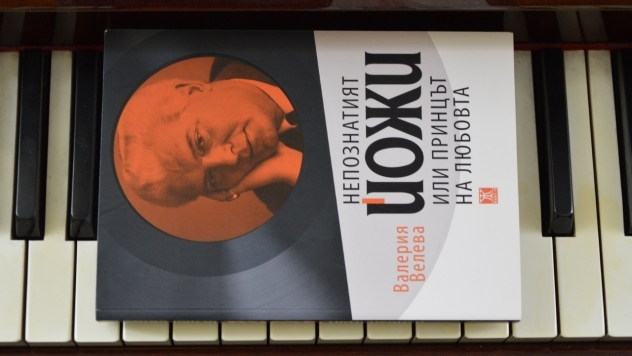 Валерия
Велева
НЕПОЗНАТИЯТ
ЙОЖИ
ИЛИ ПРИНЦЪТ
НА ЛЮБОВТА